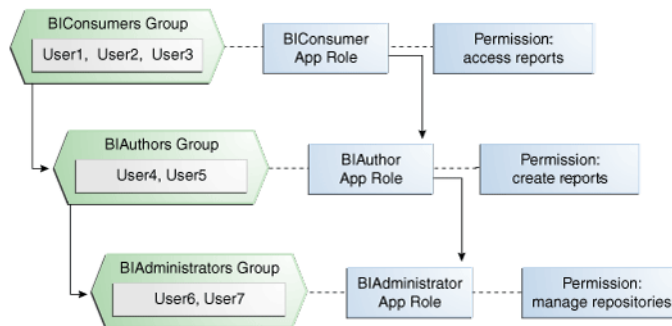 BIConsumers Group
User1, User2, User3
BIConsumer
App Role
Permission:
access reports
BIAuthors Group
User4, User5
BIAuthor
App Role
Permission:
create reports
BIAdministrators Group
User6, User7
BIAdministrator
App Role
Permission:
manage repositories